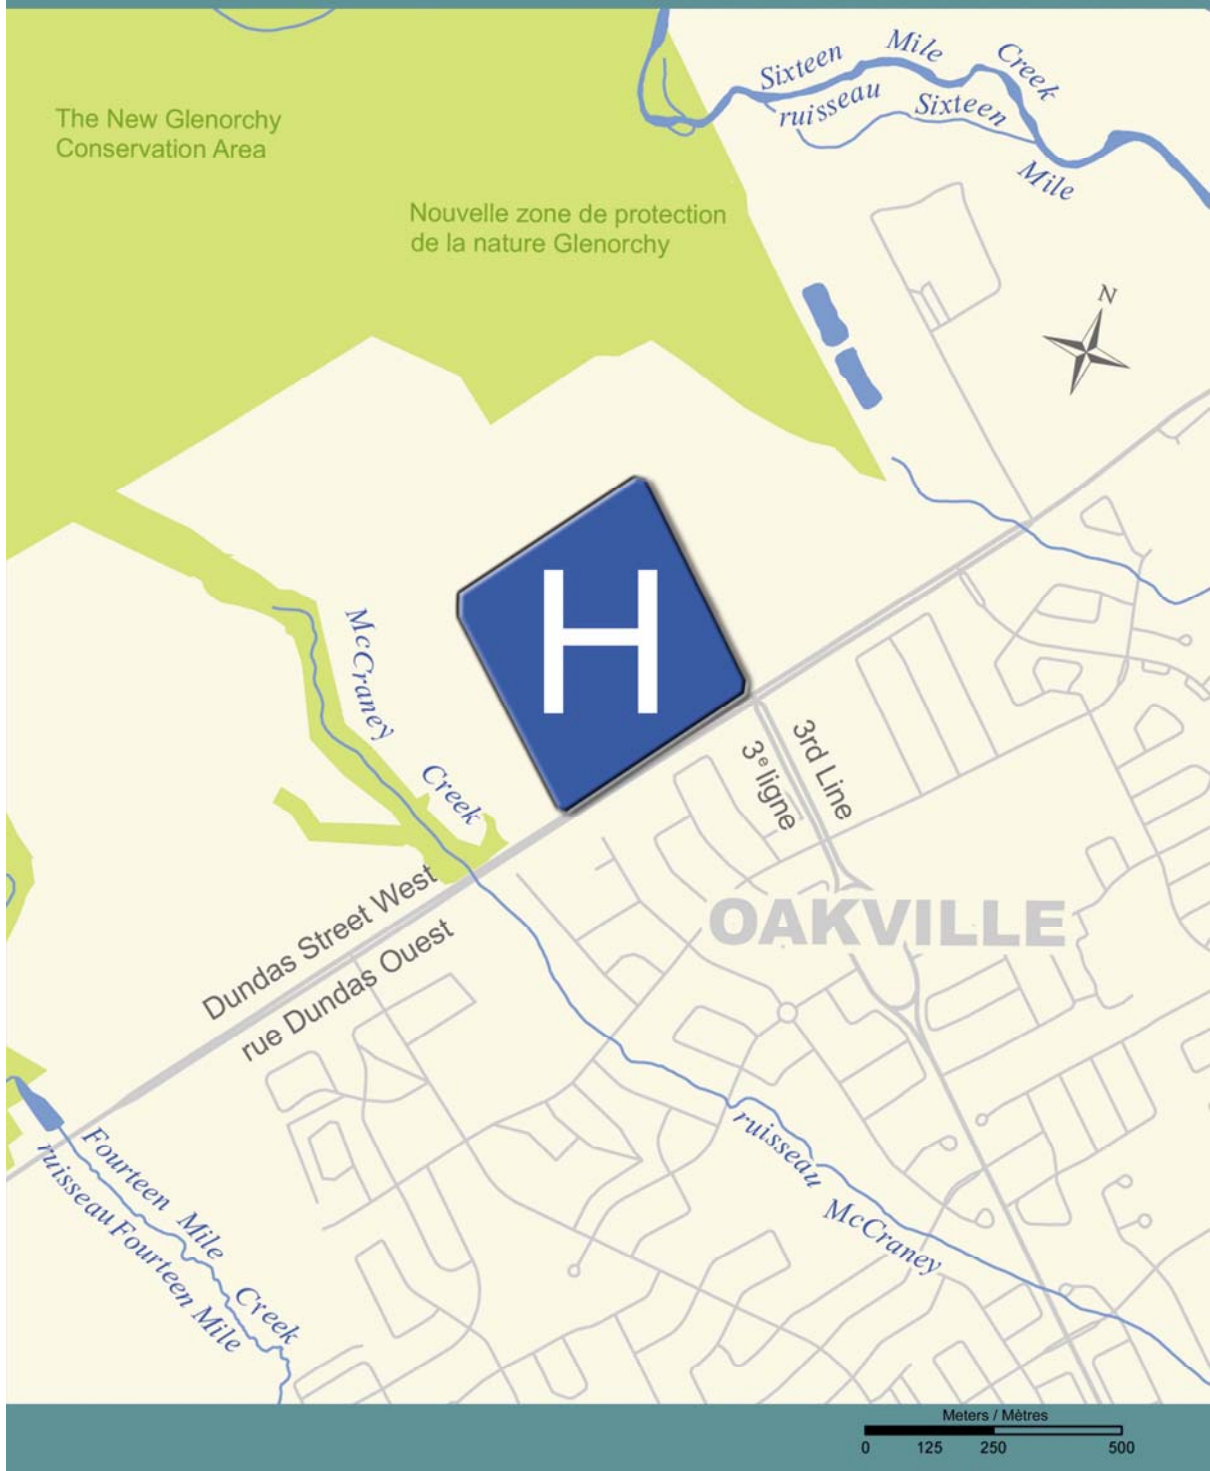 Sixteen Mile Creek
ruisseau Sixteen Mile
The New Glenorchy
Conservation Area
Nouvelle zone de protection
de la nature Glenorchy
N
H
McCraney Creek
3rd Line
3e ligne
OAKVILLE
Dundas Street West
rue Dundas Ouest
ruisseau McCraney
Fourteen Mile Creek
ruisseau Fourteen Mile
Meters / Mètres
0 125 250 500